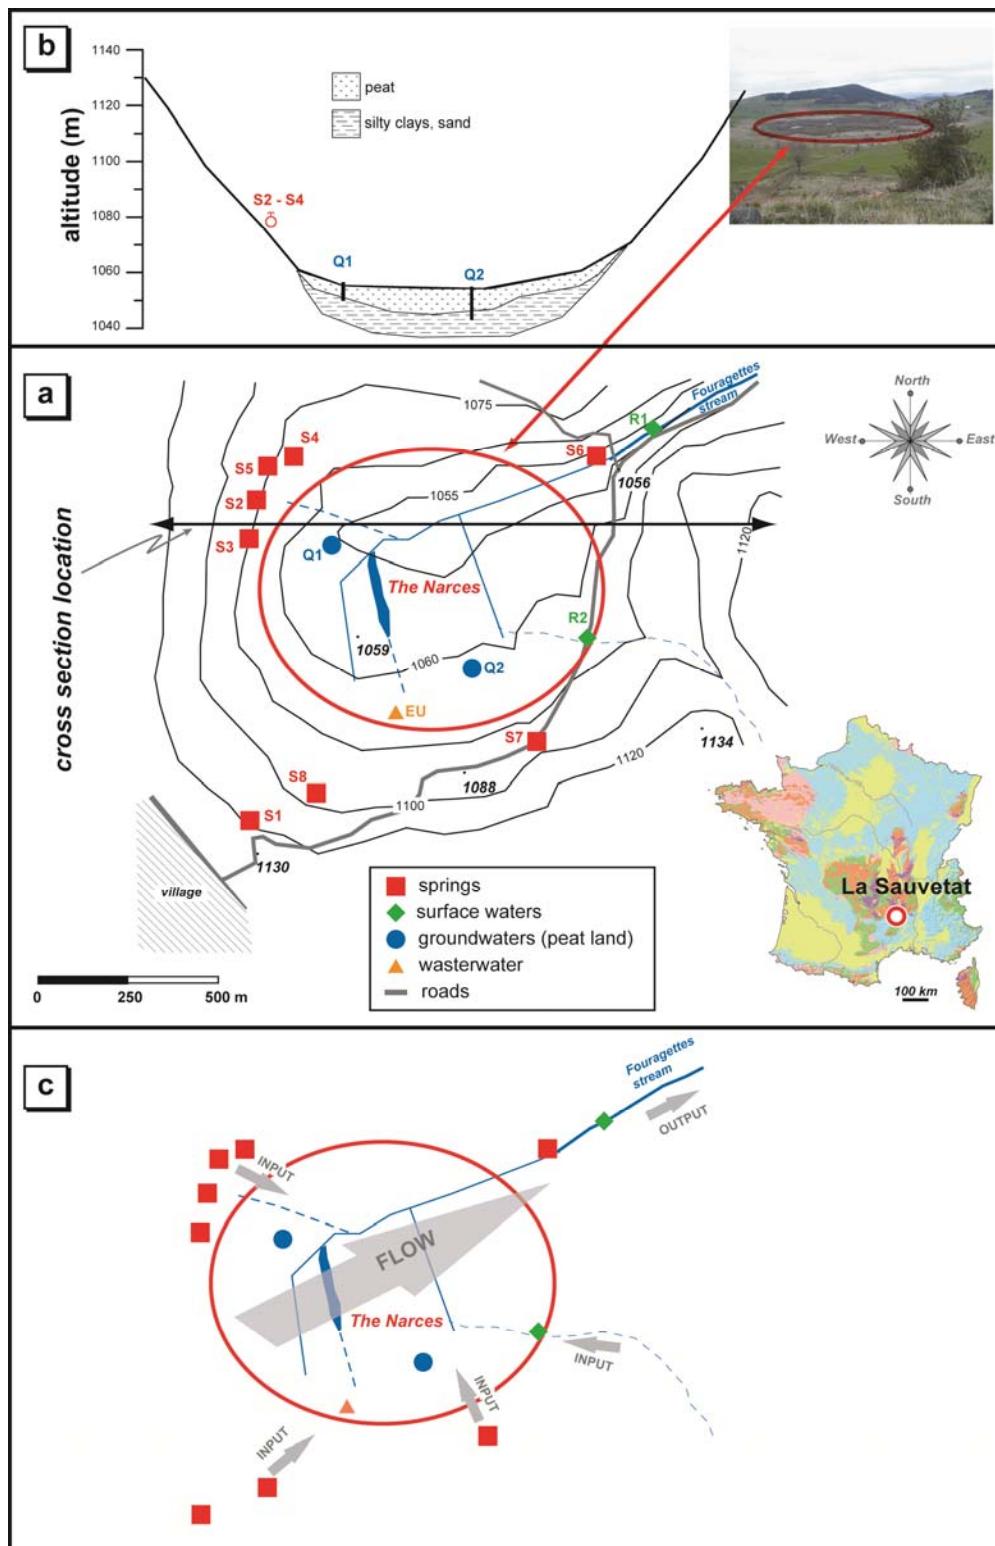 b
1140
1120
1100
1080
1060
1040
altitude (m)
peat
silty clays, sand
S2 - S4
Q1
Q2
a
1075
Fouragettes
stream
R1
S4
S5
S6
S2
S3
1055
1056
Q1
The Narces
1059
1060
R2
Q2
EU
S7
S8
S1
1088
1100
1120
1134
1120
1130
village
cross section location
North
West
East
South
springs
surface waters
groundwaters (peat land)
wasterwater
roads
0
250
500 m
La Sauvetat
100 km
c
Fouragettes
stream
OUTPUT
INPUT
FLOW
The Narces
INPUT
INPUT
INPUT